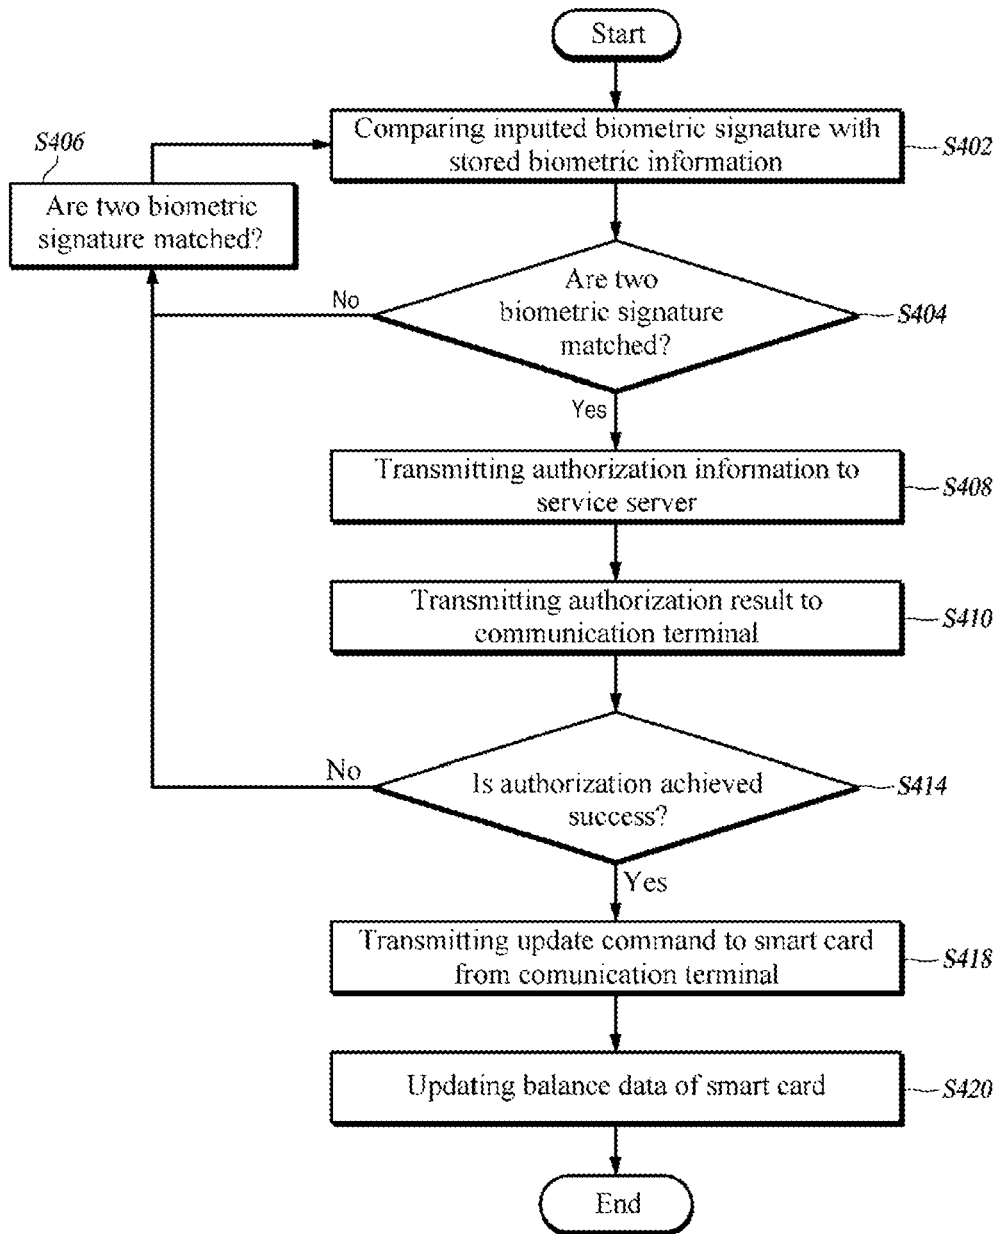 Start
Comparing inputted biometric signature with
stored biometric information
S402
S406
Are two biometric
signature matched?
Are two
biometric signature
matched?
S404
No
Yes
Transmitting authorization information to
service server
S408
Transmitting authorization result to
communication terminal
S410
Is authorization achieved
success?
S414
No
Yes
Transmitting update command to smart card
from comunication terminal
S418
Updating balance data of smart card
S420
End